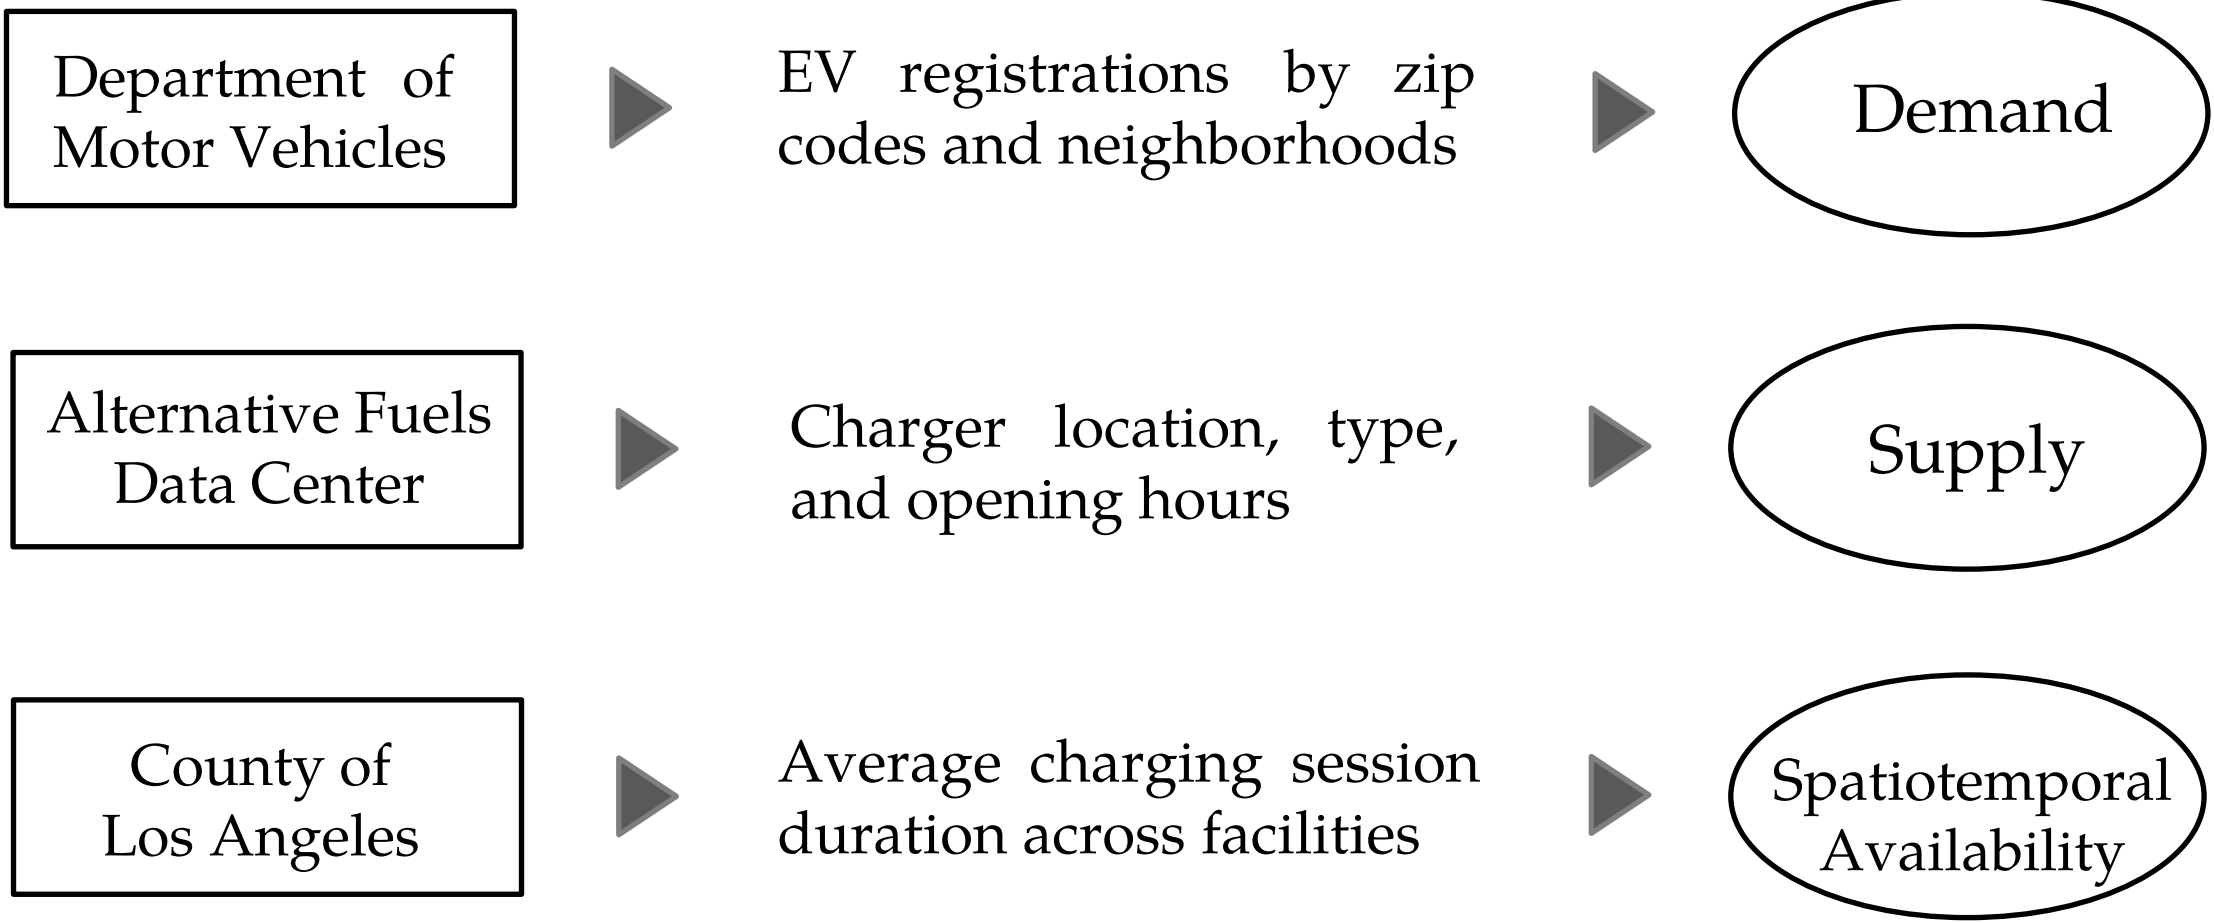 Department of
Motor Vehicles
EV registrations by zip
codes and neighborhoods
Demand
Alternative Fuels
Data Center
Charger location, type,
and opening hours
Supply
County of
Los Angeles
Average charging session
duration across facilities
Spatiotemporal
Availability